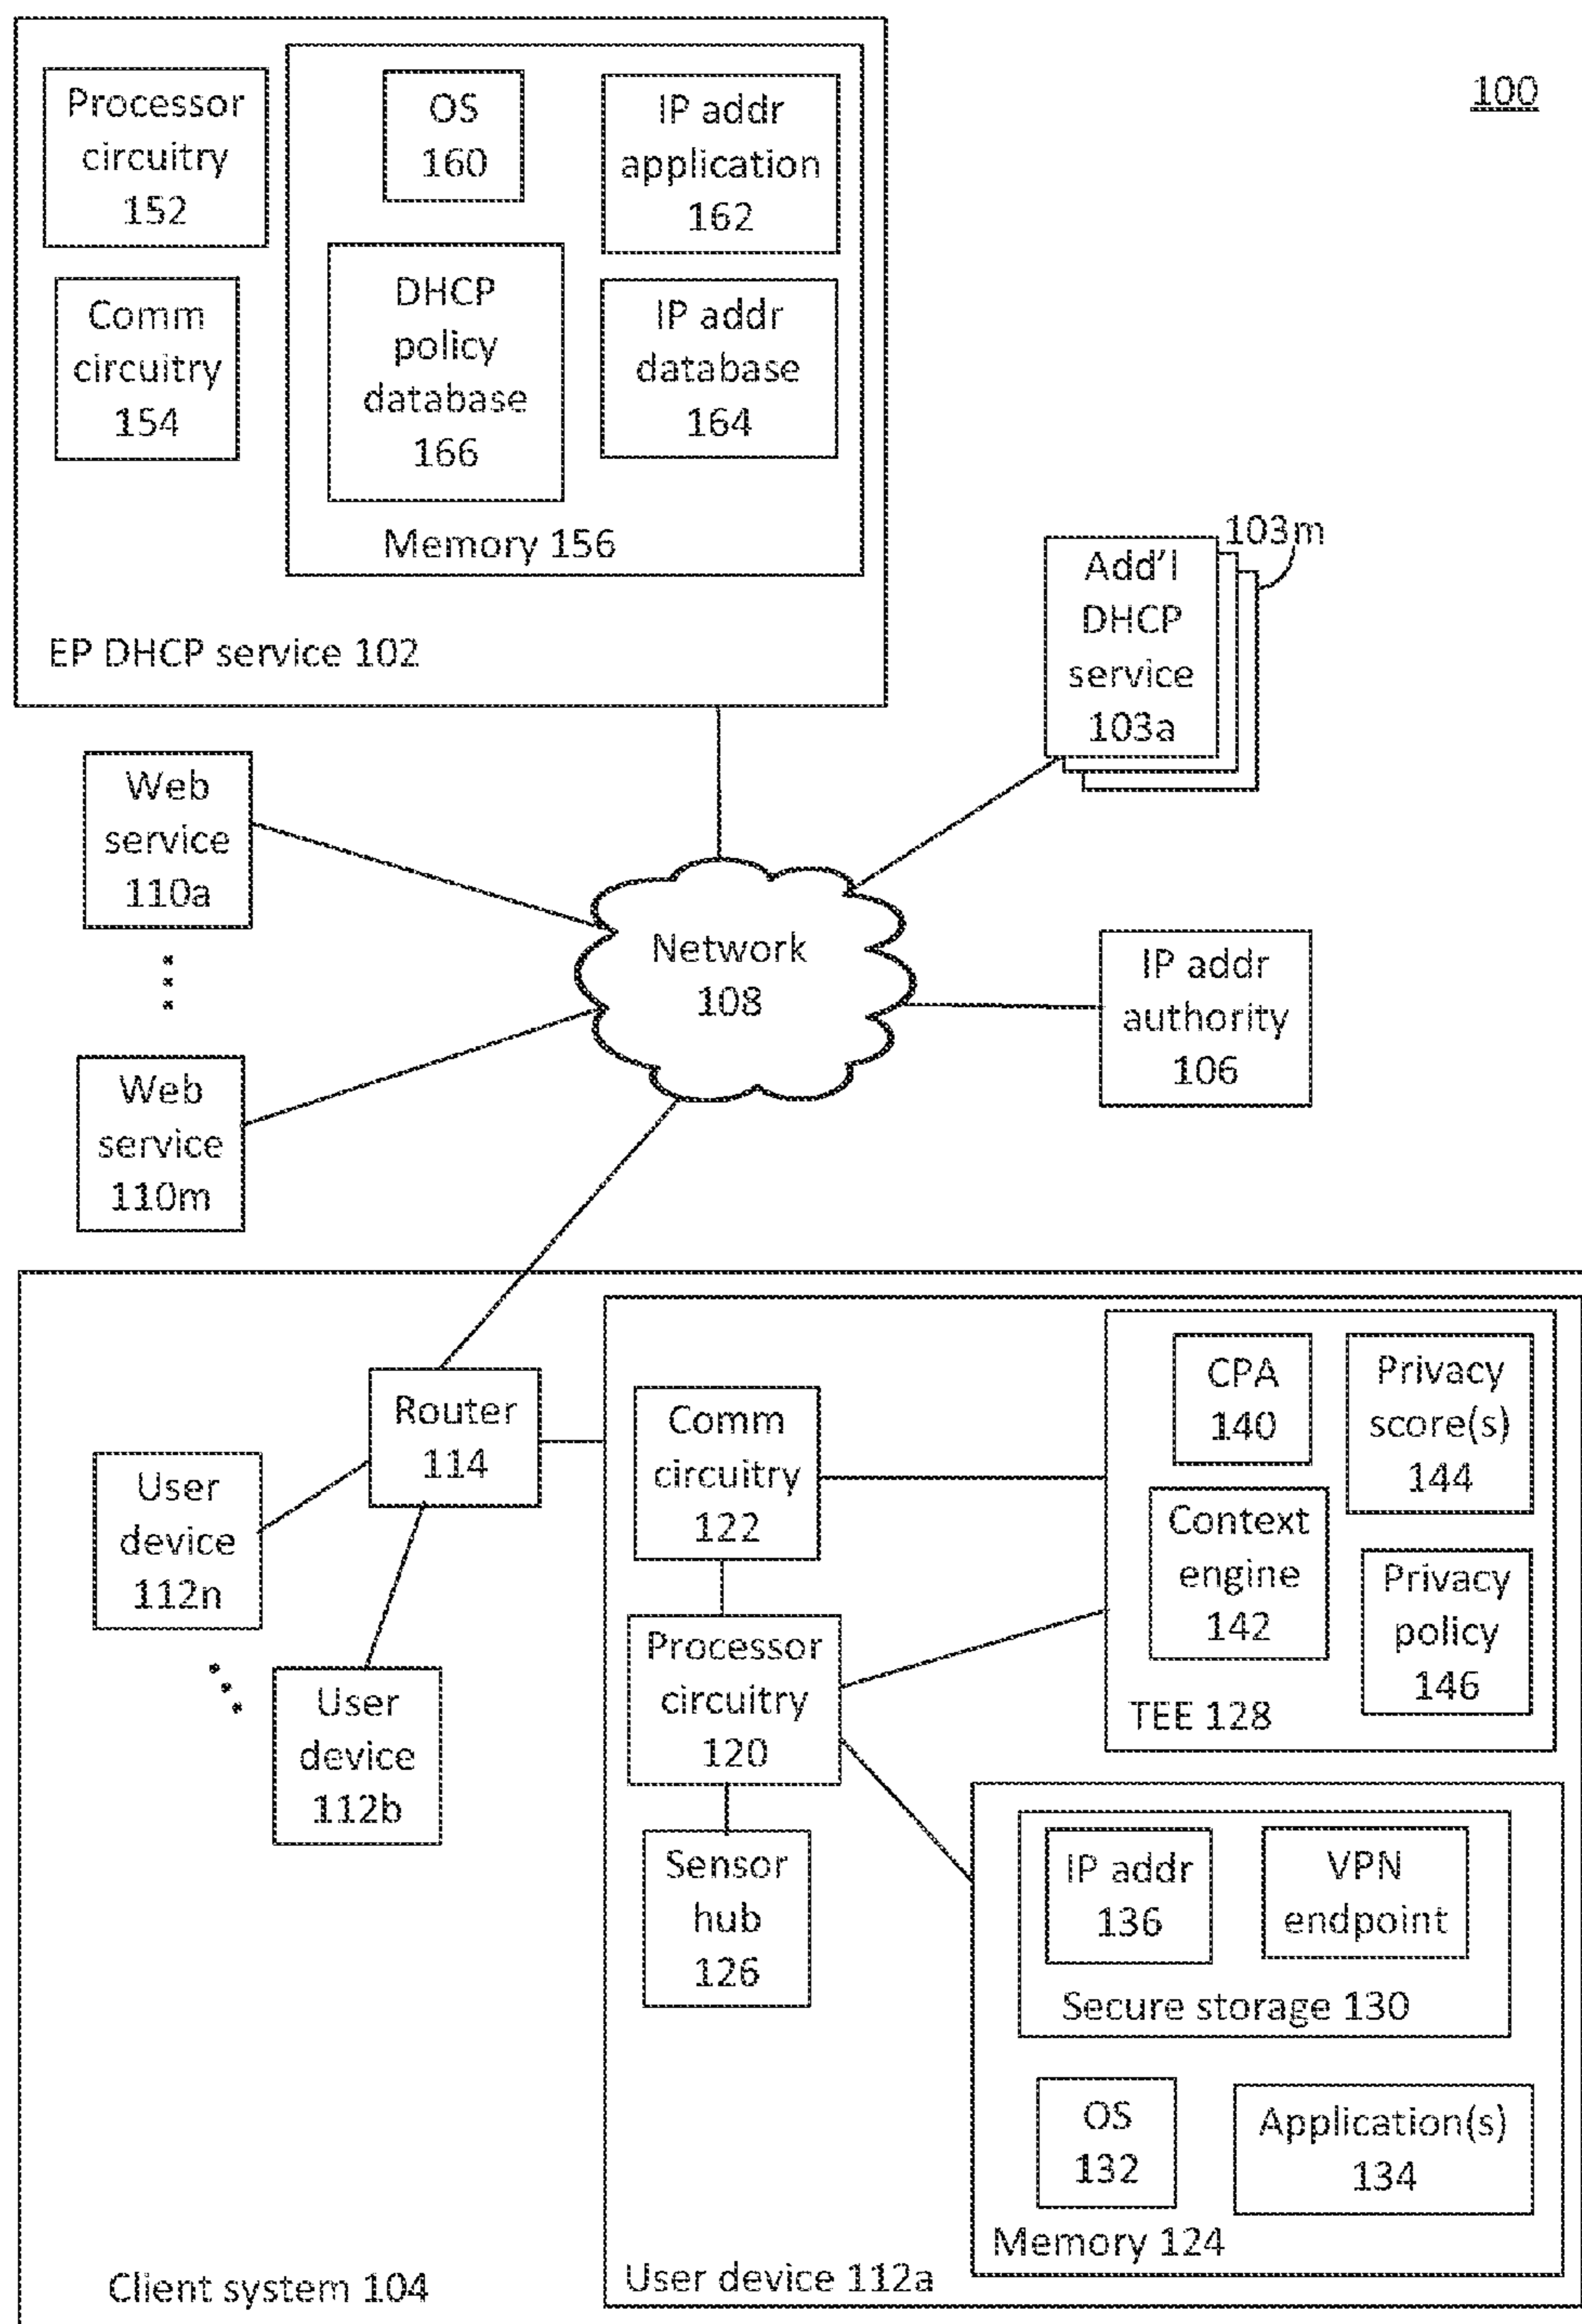 100
Processor
circuitry
152
Comm
circuitry
154
OS
160
IP addr
application
162
DHCP
policy
database
166
IP addr
database
164
Memory 156
EP DHCP service 102
103m
Add'l
DHCP
service
103a
Web
service
110a
Network
108
IP addr
authority
106
Web
service
110m
Router
114
User
device
112n
User
device
112b
Comm
circuitry
122
Processor
circuitry
120
Sensor
hub
126
CPA
140
Privacy
score(s)
144
Context
engine
142
Privacy
policy
146
TEE 128
IP addr
136
VPN
endpoint
Secure storage 130
OS
132
Application(s)
134
Memory 124
User device 112a
Client system 104